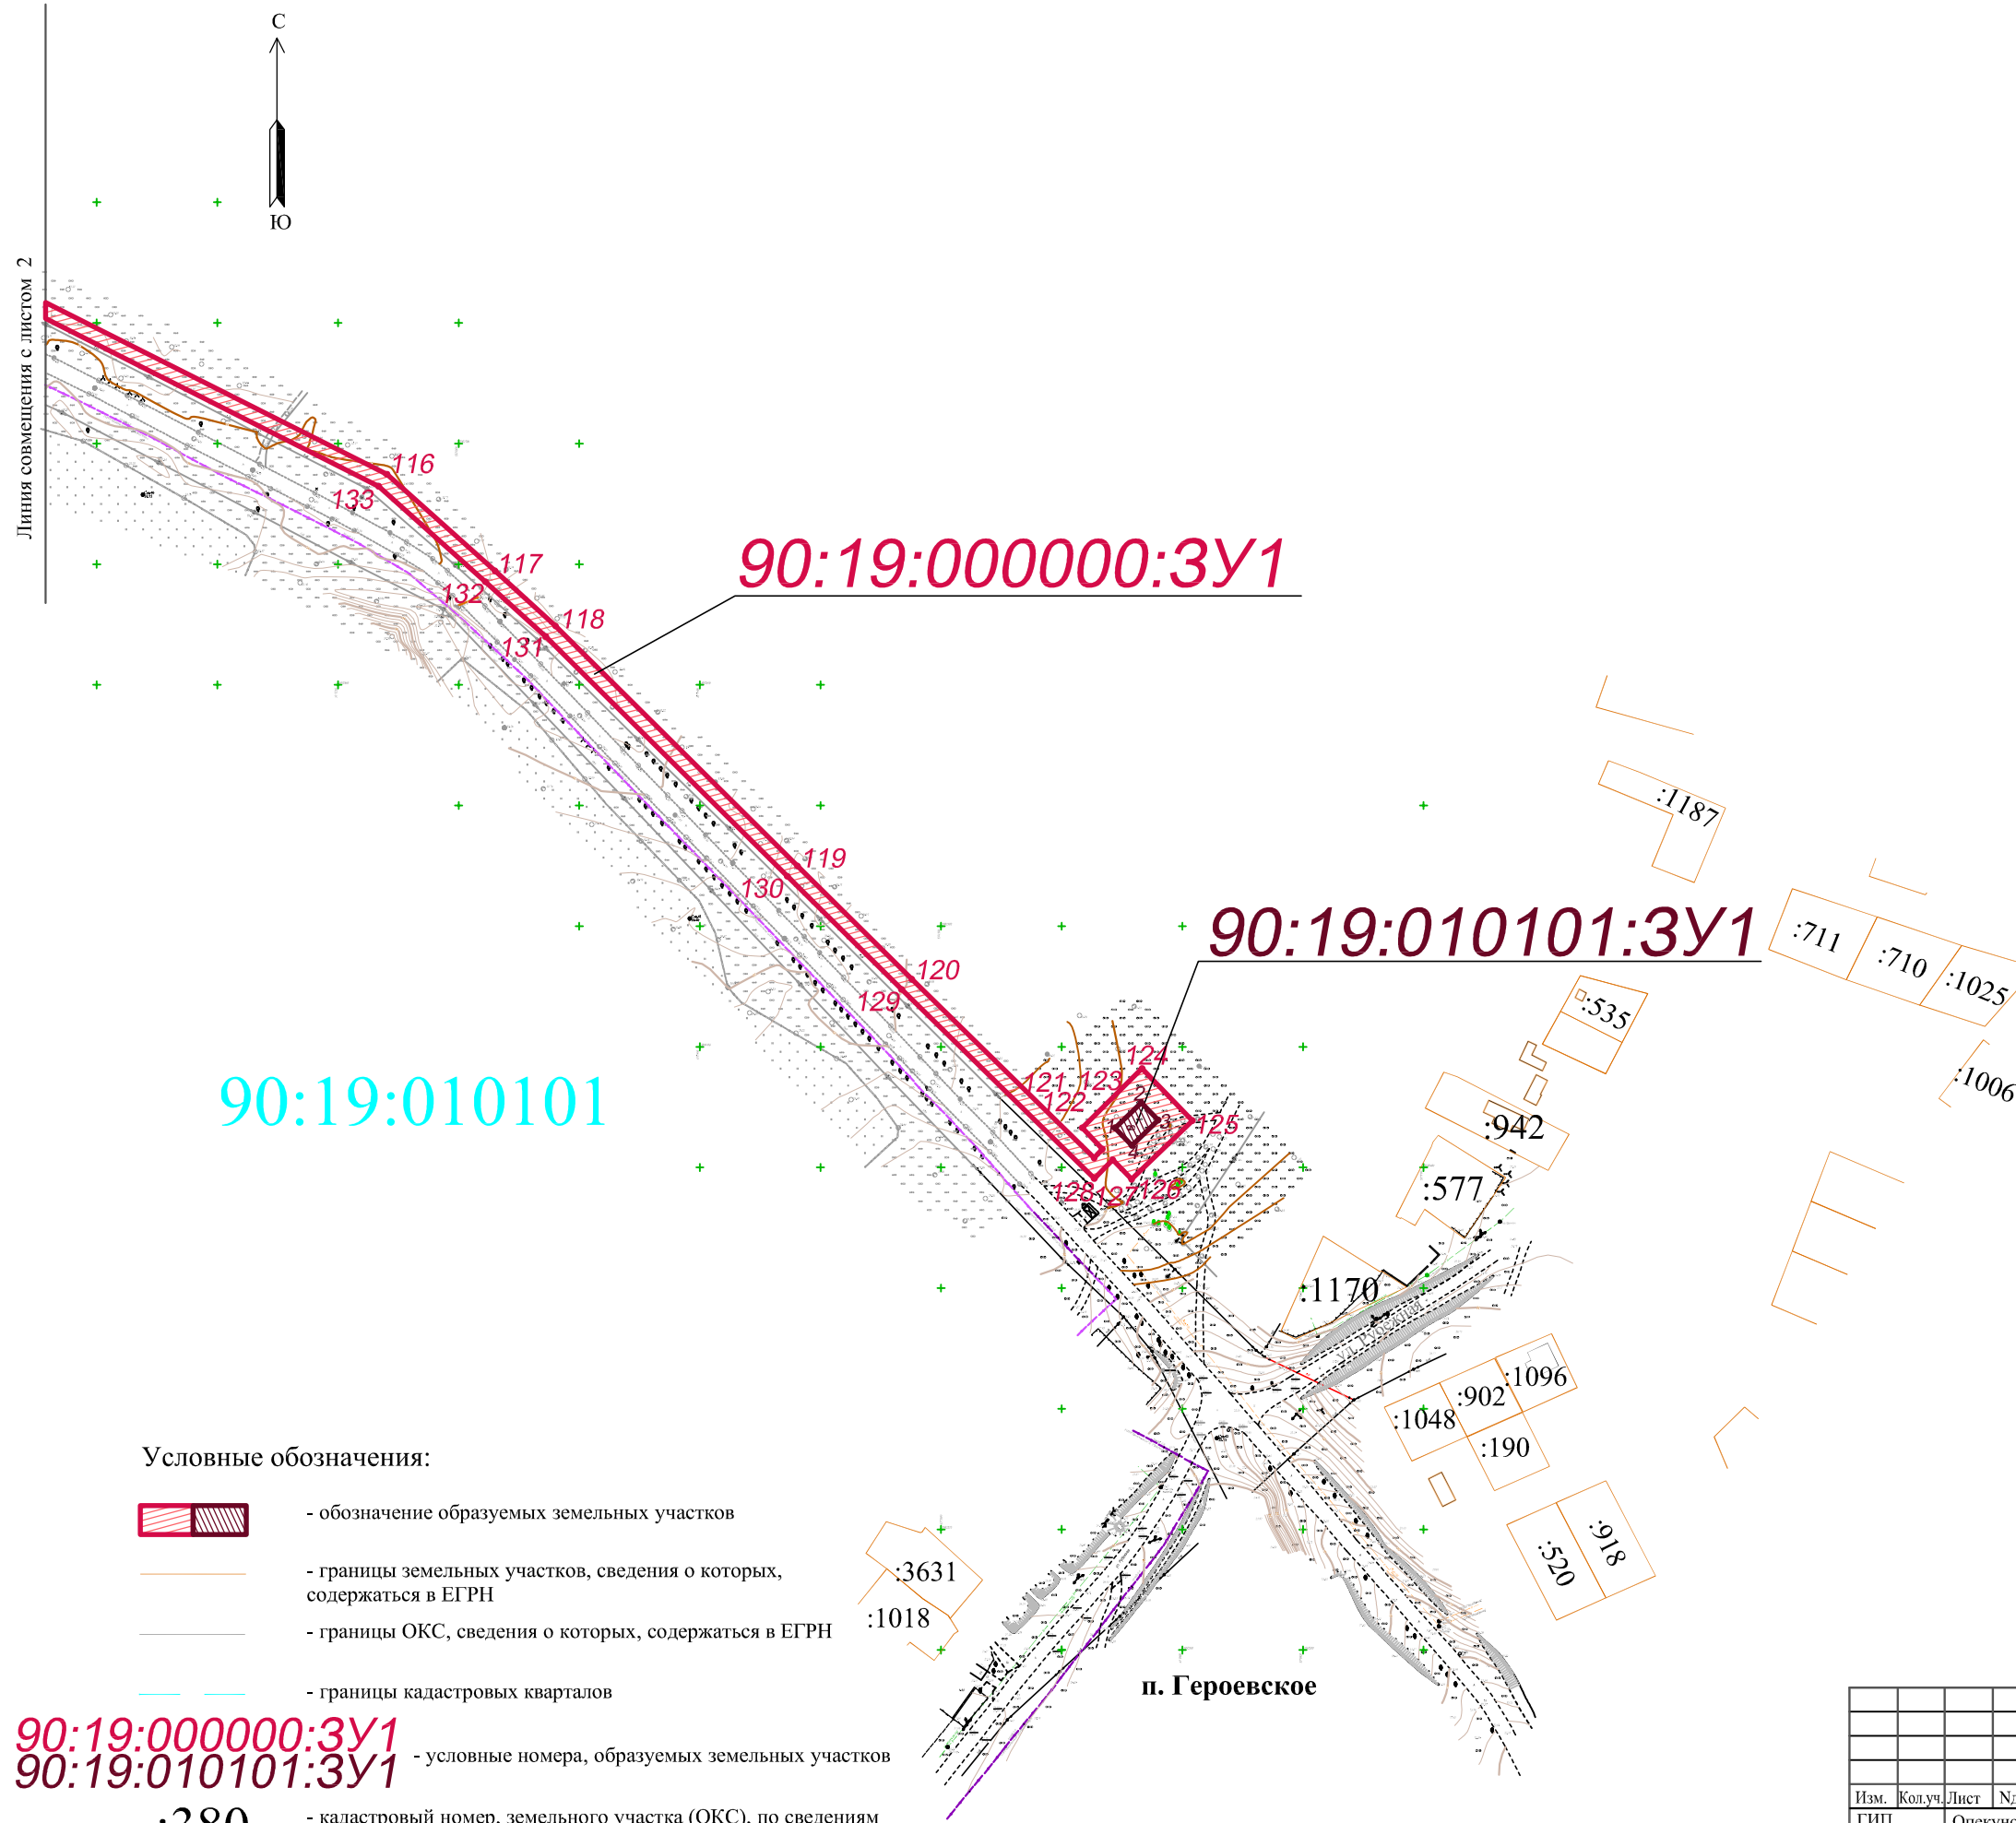 С
Ю
Линия совмещения с листом 2
116
133
117
132
118
131
90:19:000000:ЗУ1
119
130
120
129
90:19:010101:ЗУ1
121
122
123
124
125
126
127
128
1
2
3
4
90:19:010101
:1187
:711
:710
:1025
:1006
:535
:942
:577
:1170
ул. Рубежная
:1096
:902
:1048
:190
:918
:520
:3631
:1018
п. Героевское
Условные обозначения:
- обозначение образуемых земельных участков
- границы земельных участков, сведения о которых,
содержаться в ЕГРН
- границы ОКС, сведения о которых, содержаться в ЕГРН
- границы кадастровых кварталов
90:19:000000:ЗУ1
90:19:010101:ЗУ1
- условные номера, образуемых земельных участков
:380
- кадастровый номер, земельного участка (ОКС), по сведениям
Изм.
Кол.уч.
Лист
ГИП